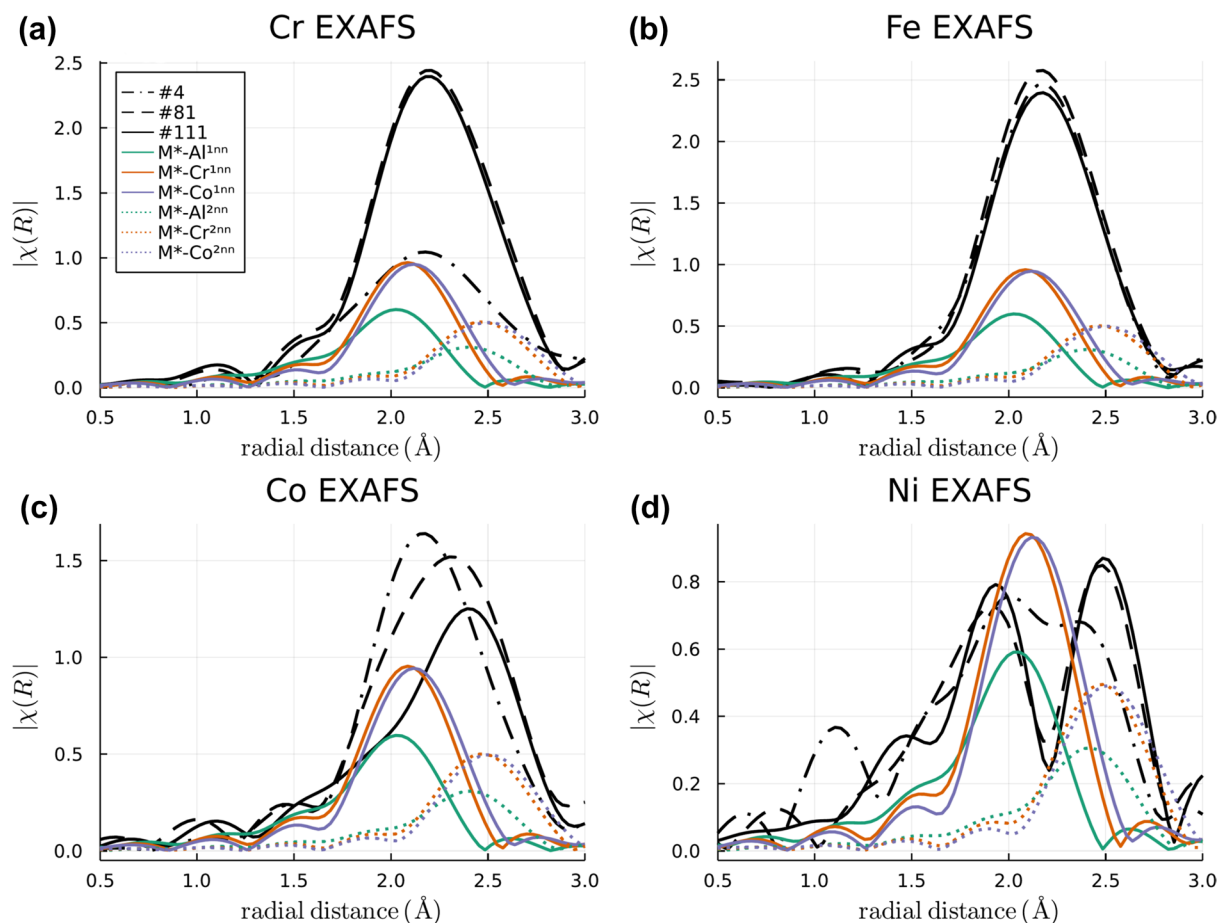 (a) Cr EXAFS
2.5
2.0
1.5
1.0
0.5
0.0
|χ(R)|
#4
#81
#111
M*-Al¹ⁿⁿ
M*-Cr¹ⁿⁿ
M*-Co¹ⁿⁿ
M*-Al²ⁿⁿ
M*-Cr²ⁿⁿ
M*-Co²ⁿⁿ
0.5 1.0 1.5 2.0 2.5 3.0
radial distance (Å)
(b) Fe EXAFS
2.5
2.0
1.5
1.0
0.5
0.0
|χ(R)|
0.5 1.0 1.5 2.0 2.5 3.0
radial distance (Å)
(c) Co EXAFS
1.5
1.0
0.5
0.0
|χ(R)|
0.5 1.0 1.5 2.0 2.5 3.0
radial distance (Å)
(d) Ni EXAFS
0.8
0.6
0.4
0.2
0.0
|χ(R)|
0.5 1.0 1.5 2.0 2.5 3.0
radial distance (Å)